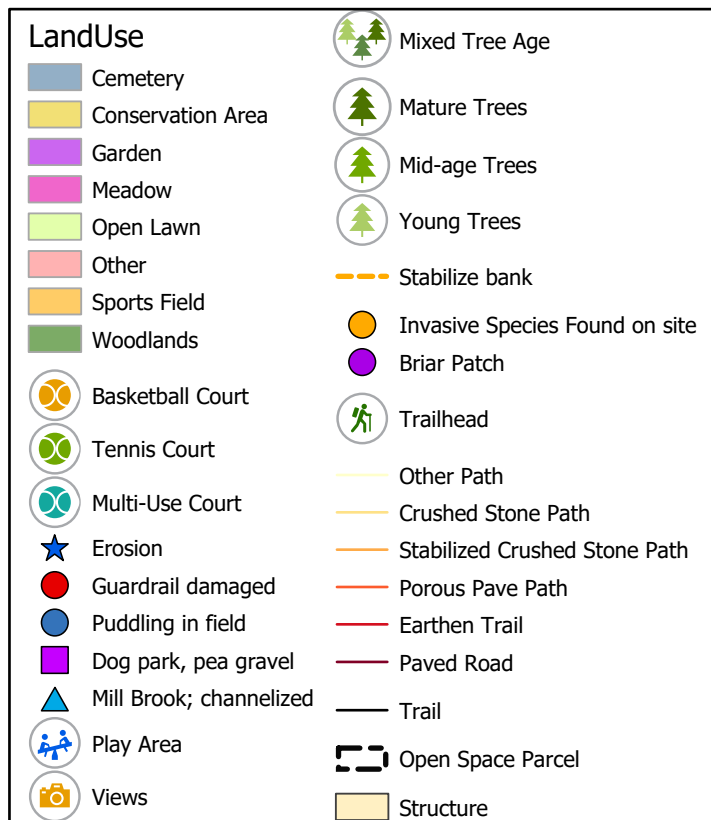 LandUse
Cemetery
Conservation Area
Garden
Meadow
Open Lawn
Other
Sports Field
Woodlands
Basketball Court
Tennis Court
Multi-Use Court
Erosion
Guardrail damaged
Puddling in field
Dog park, pea gravel
Mill Brook; channelized
Play Area
Views
Mixed Tree Age
Mature Trees
Mid-age Trees
Young Trees
Stabilize bank
Invasive Species Found on site
Briar Patch
Trailhead
Other Path
Crushed Stone Path
Stabilized Crushed Stone Path
Porous Pave Path
Earthen Trail
Paved Road
Trail
Open Space Parcel
Structure